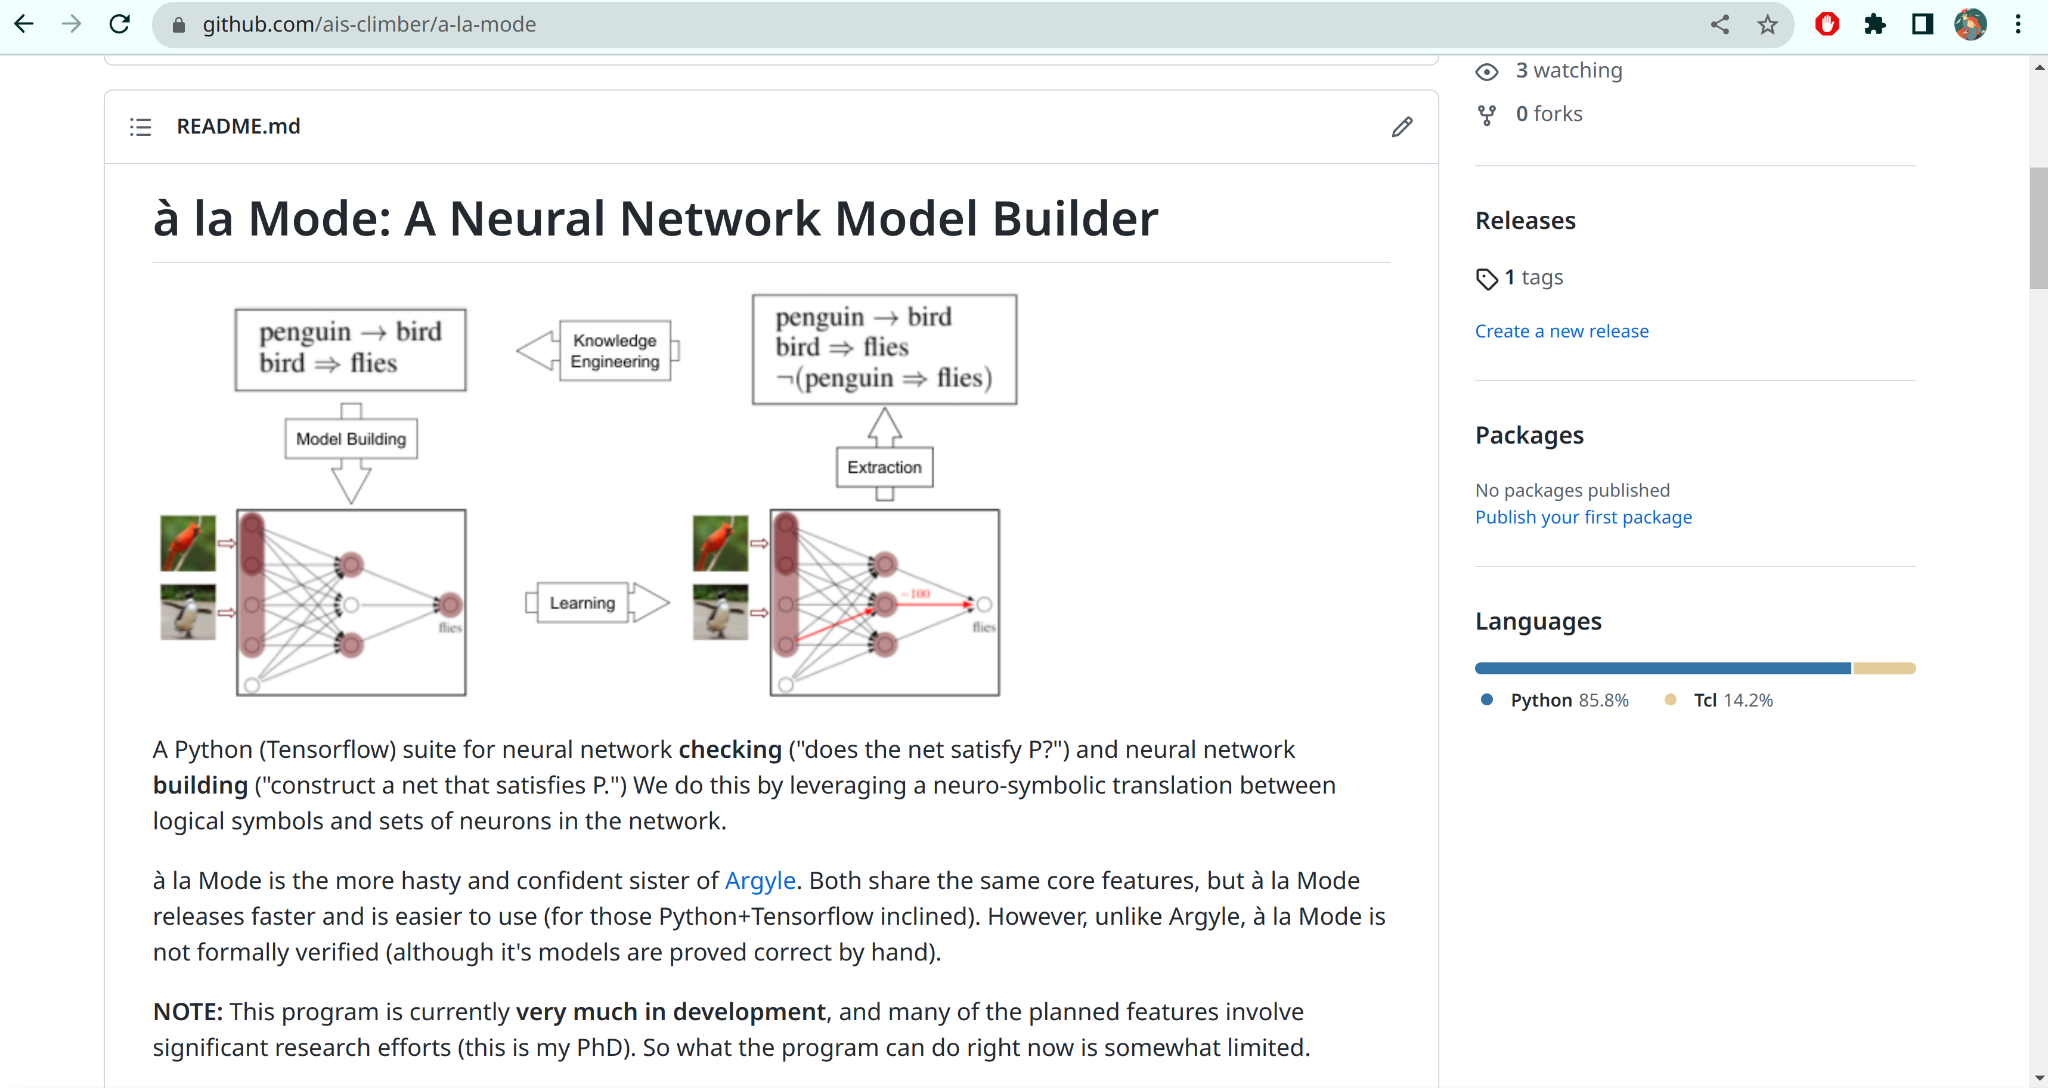 github.com/ais-climber/a-la-mode
README.md
à la Mode: A Neural Network Model Builder
penguin → bird
bird ⇒ flies
Knowledge
Engineering
penguin → bird
bird ⇒ flies
¬(penguin ⇒ flies)
Model Building
Extraction
flies
Learning
-100
flies
A Python (Tensorflow) suite for neural network checking ("does the net satisfy P?") and neural network
building ("construct a net that satisfies P.") We do this by leveraging a neuro-symbolic translation between
logical symbols and sets of neurons in the network.
à la Mode is the more hasty and confident sister of Argyle. Both share the same core features, but à la Mode
releases faster and is easier to use (for those Python+Tensorflow inclined). However, unlike Argyle, à la Mode is
not formally verified (although it's models are proved correct by hand).
NOTE: This program is currently very much in development, and many of the planned features involve
significant research efforts (this is my PhD). So what the program can do right now is somewhat limited.
3 watching
0 forks
Releases
1 tags
Create a new release
Packages
No packages published
Publish your first package
Languages
Python 85.8% Tcl 14.2%